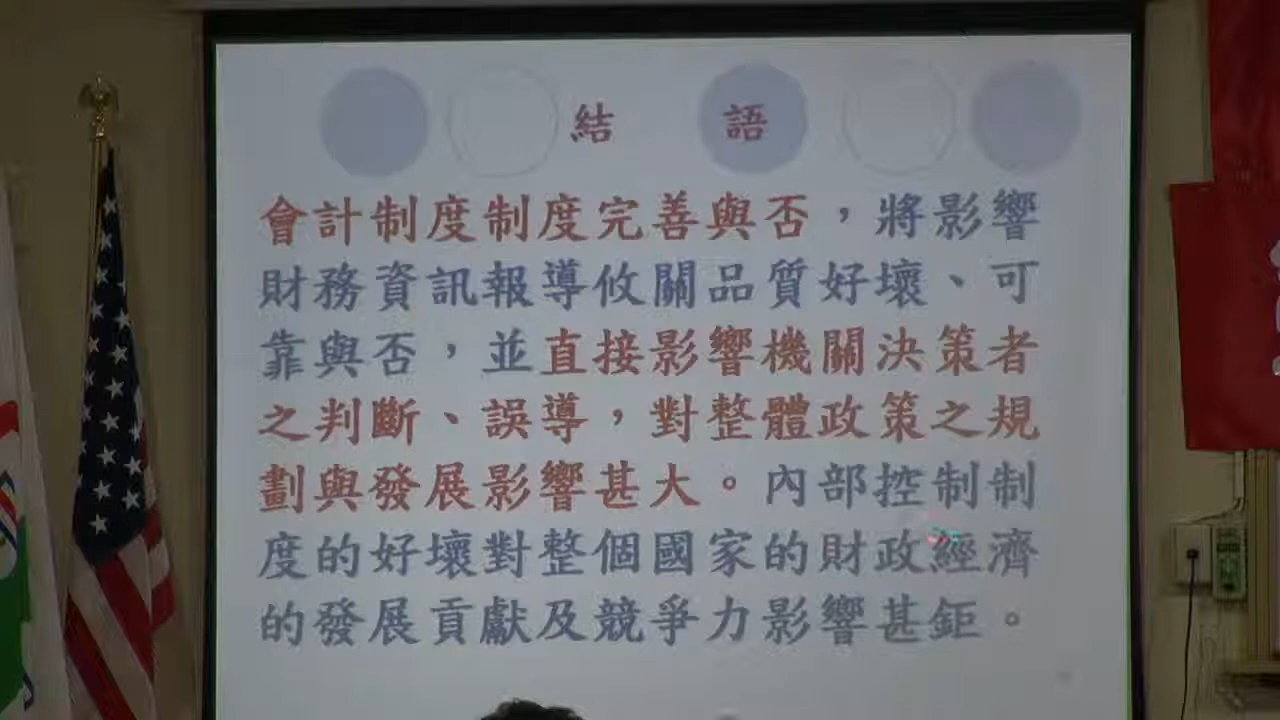 結 語
會計制度制度完善與否，將影響
財務資訊報導攸關品質好壞、可
靠與否，並直接影響機關決策者
之判斷、誤導，對整體政策之規
劃與發展影響甚大。內部控制制
度的好壞對整個國家的財政經濟
的發展貢獻及競爭力影響甚鉅。